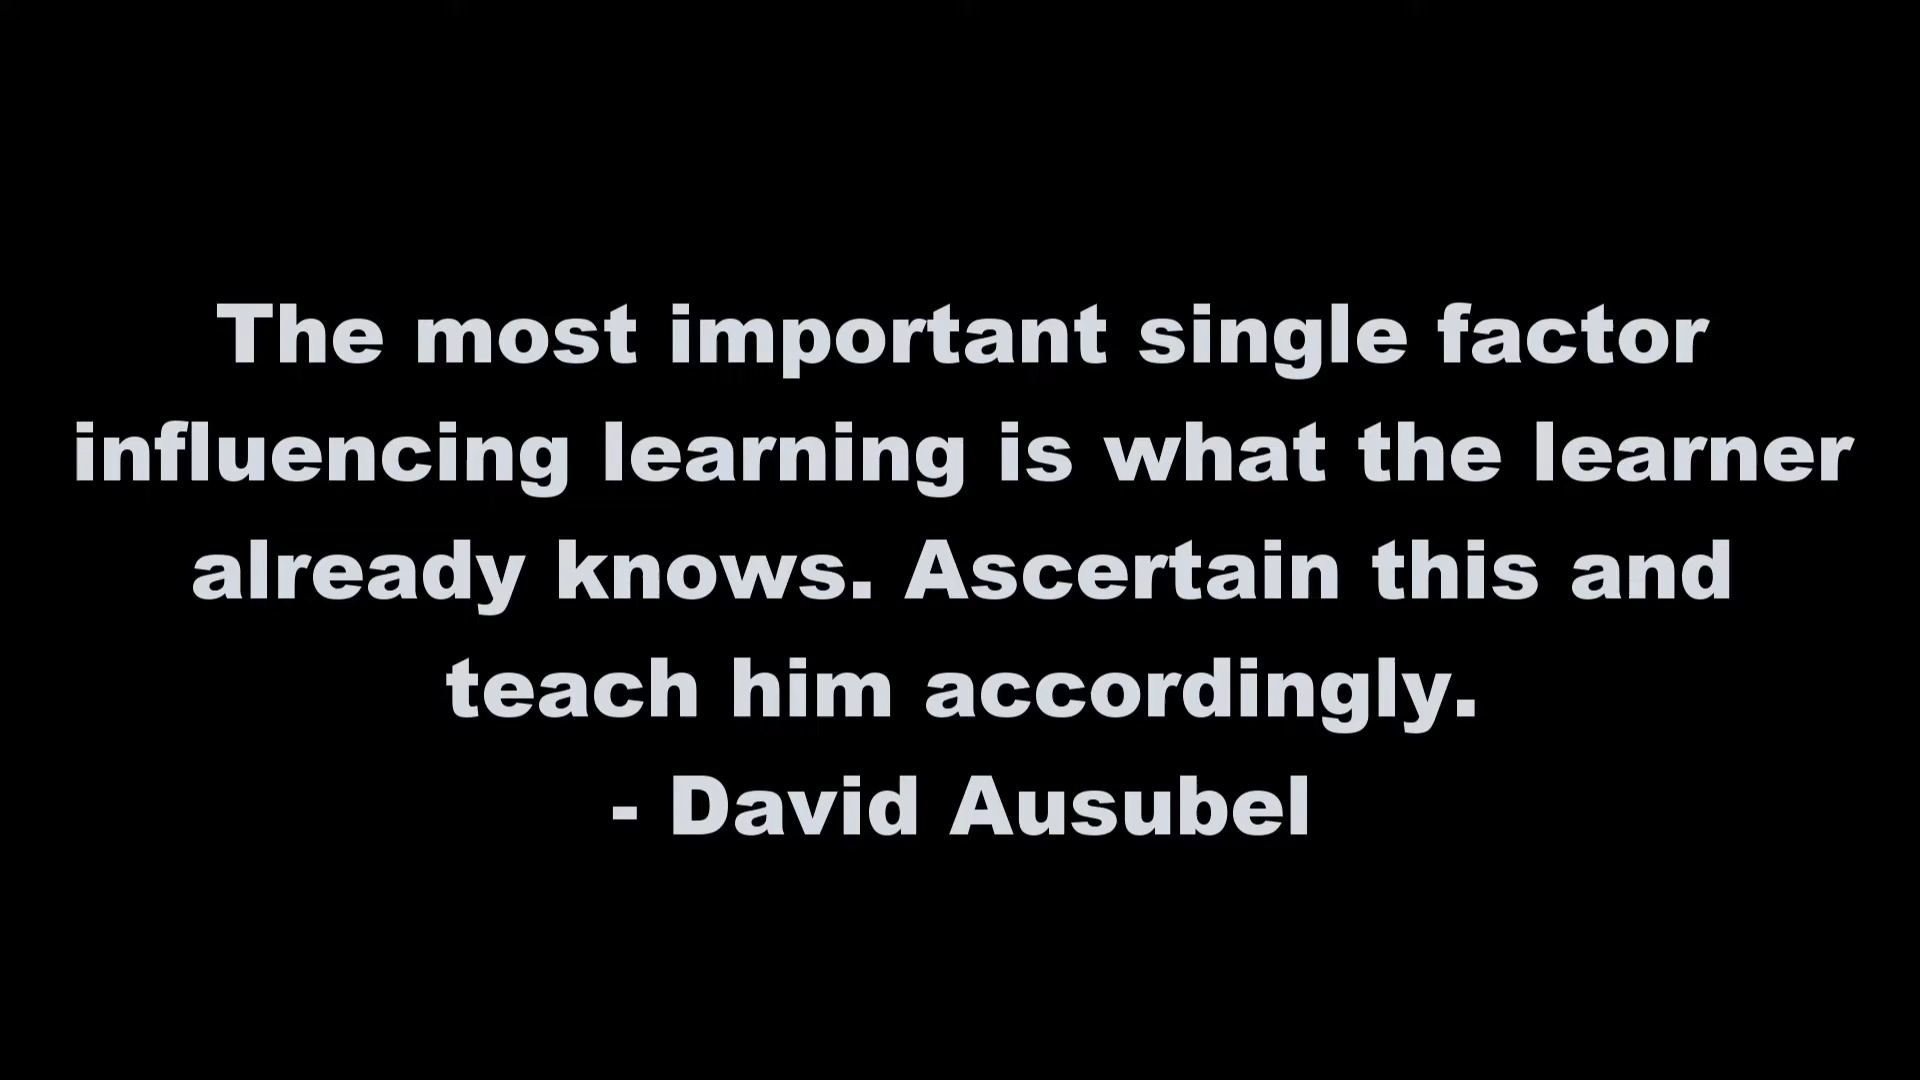 The most important single factor
influencing learning is what the learner
already knows. Ascertain this and
teach him accordingly.
- David Ausubel